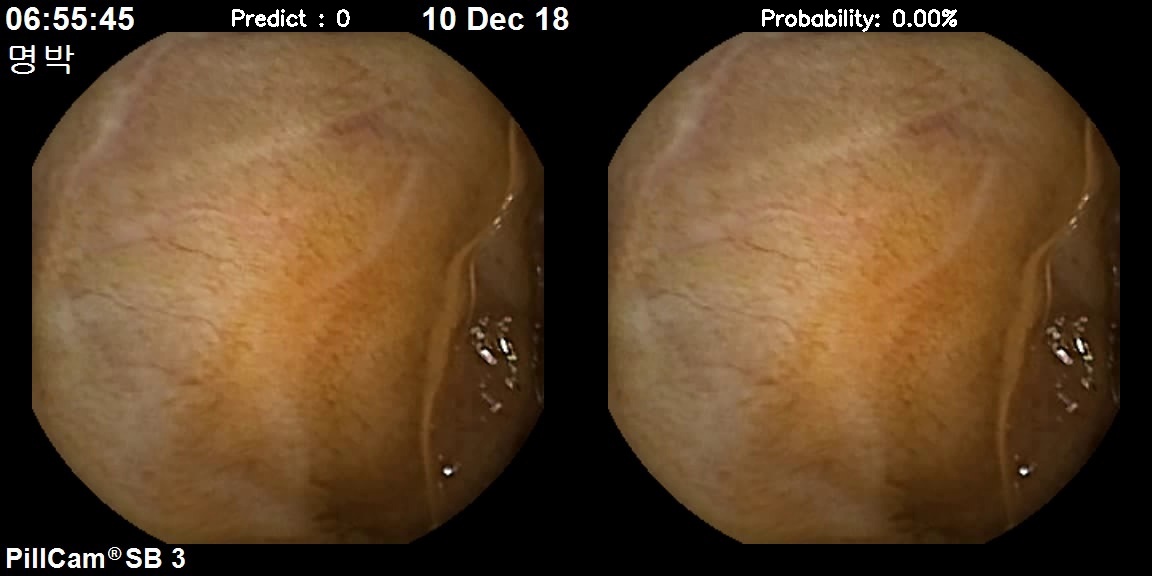 06:55:45
Predict : 0
10 Dec 18
Probability: 0.00%
명박
PillCam® SB 3